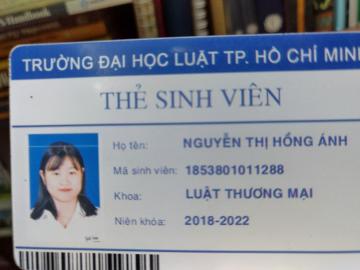 TRƯỜNG ĐẠI HỌC LUẬT TP. HỒ CHÍ MINH
THẺ SINH VIÊN
Họ tên: NGUYỄN THỊ HỒNG ÁNH
Mã sinh viên: 1853801011288
Khoa: LUẬT THƯƠNG MẠI
Niên khóa: 2018-2022